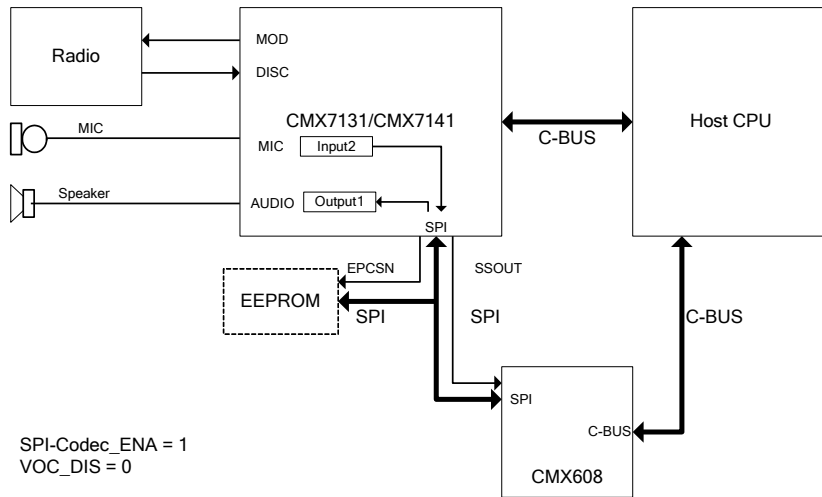 Radio
MOD
DISC
CMX7131/CMX7141
Host CPU
C-BUS
MIC
MIC
Input2
Speaker
AUDIO
Output1
SPI
EPCSN
SSOUT
EEPROM
SPI
SPI
C-BUS
SPI
C-BUS
CMX608
SPI-Codec_ENA = 1
VOC_DIS = 0